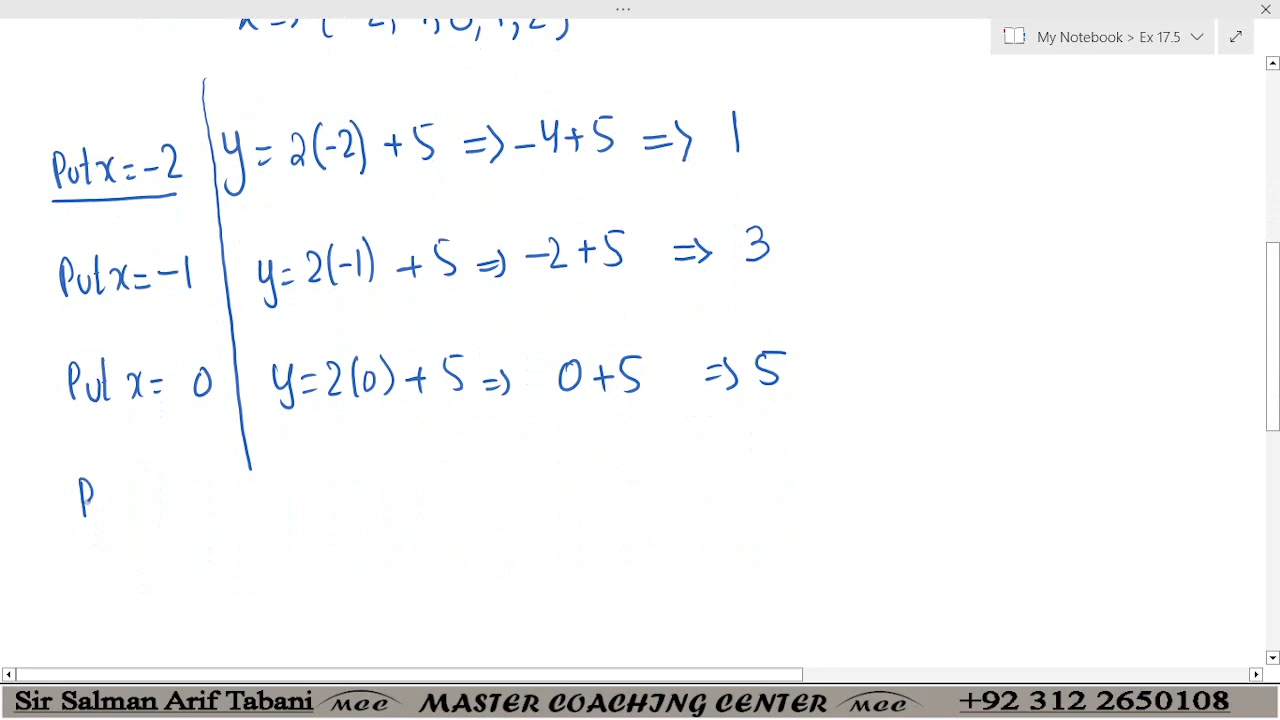 ...
My Notebook > Ex 17.5
Put x = -2 y = 2(-2) + 5 => -4+5 => 1
Put x = -1 y = 2(-1) + 5 => -2+5 => 3
Put x = 0 y = 2(0) + 5 => 0+5 => 5
P
Sir Salman Arif Tabani mcc MASTER COACHING CENTER mcc +92 312 2650108